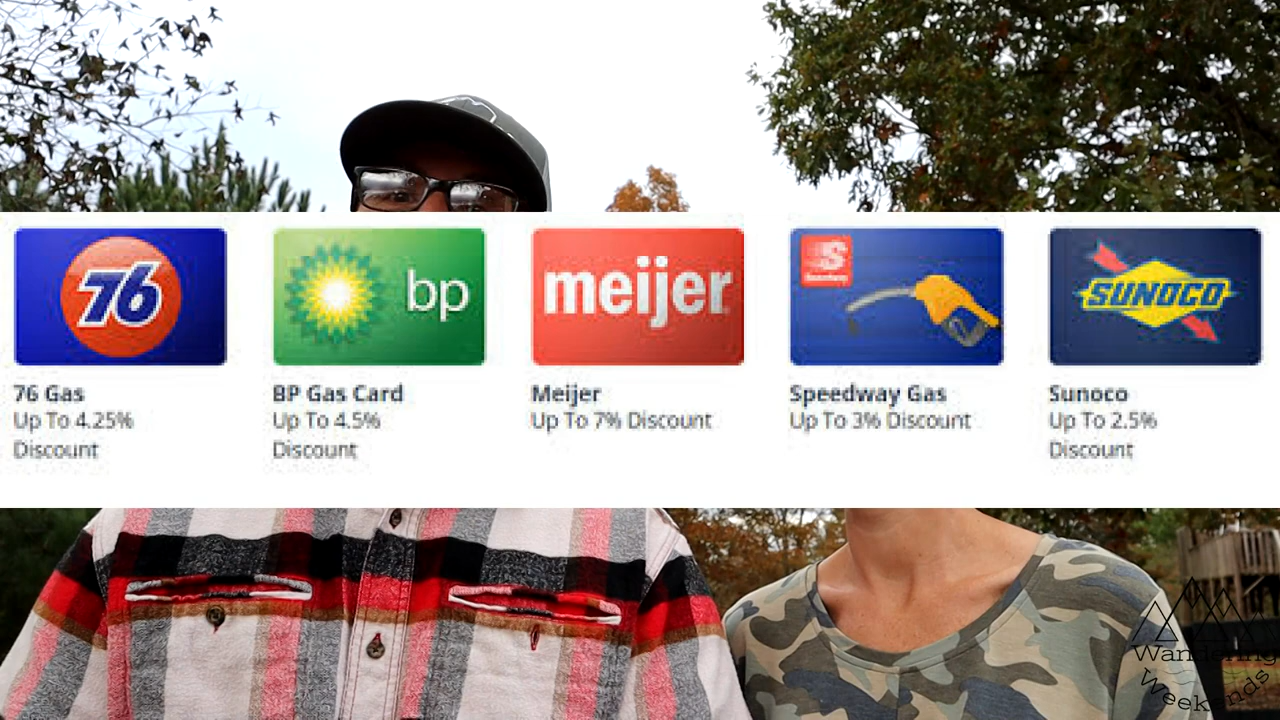 76
bp
meijer
S
SUNOCO
76 Gas
Up To 4.25%
Discount
BP Gas Card
Up To 4.5%
Discount
Meijer
Up To 7% Discount
Speedway Gas
Up To 3% Discount
Sunoco
Up To 2.5%
Discount
Wandering
Weekends